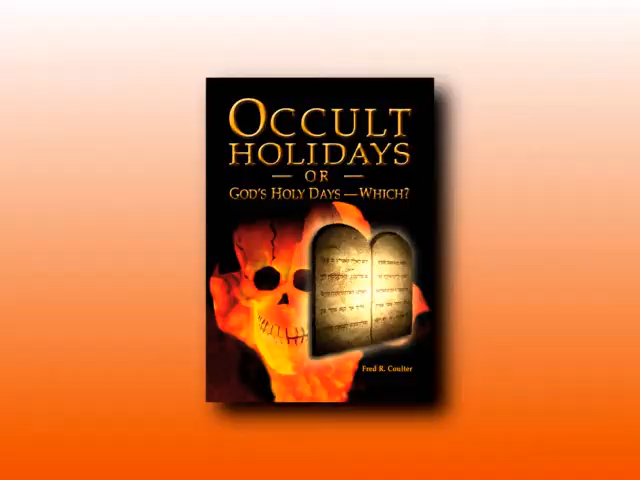 OCCULT
HOLIDAYS
— OR —
GOD'S HOLY DAYS — WHICH?
Fred R. Coulter